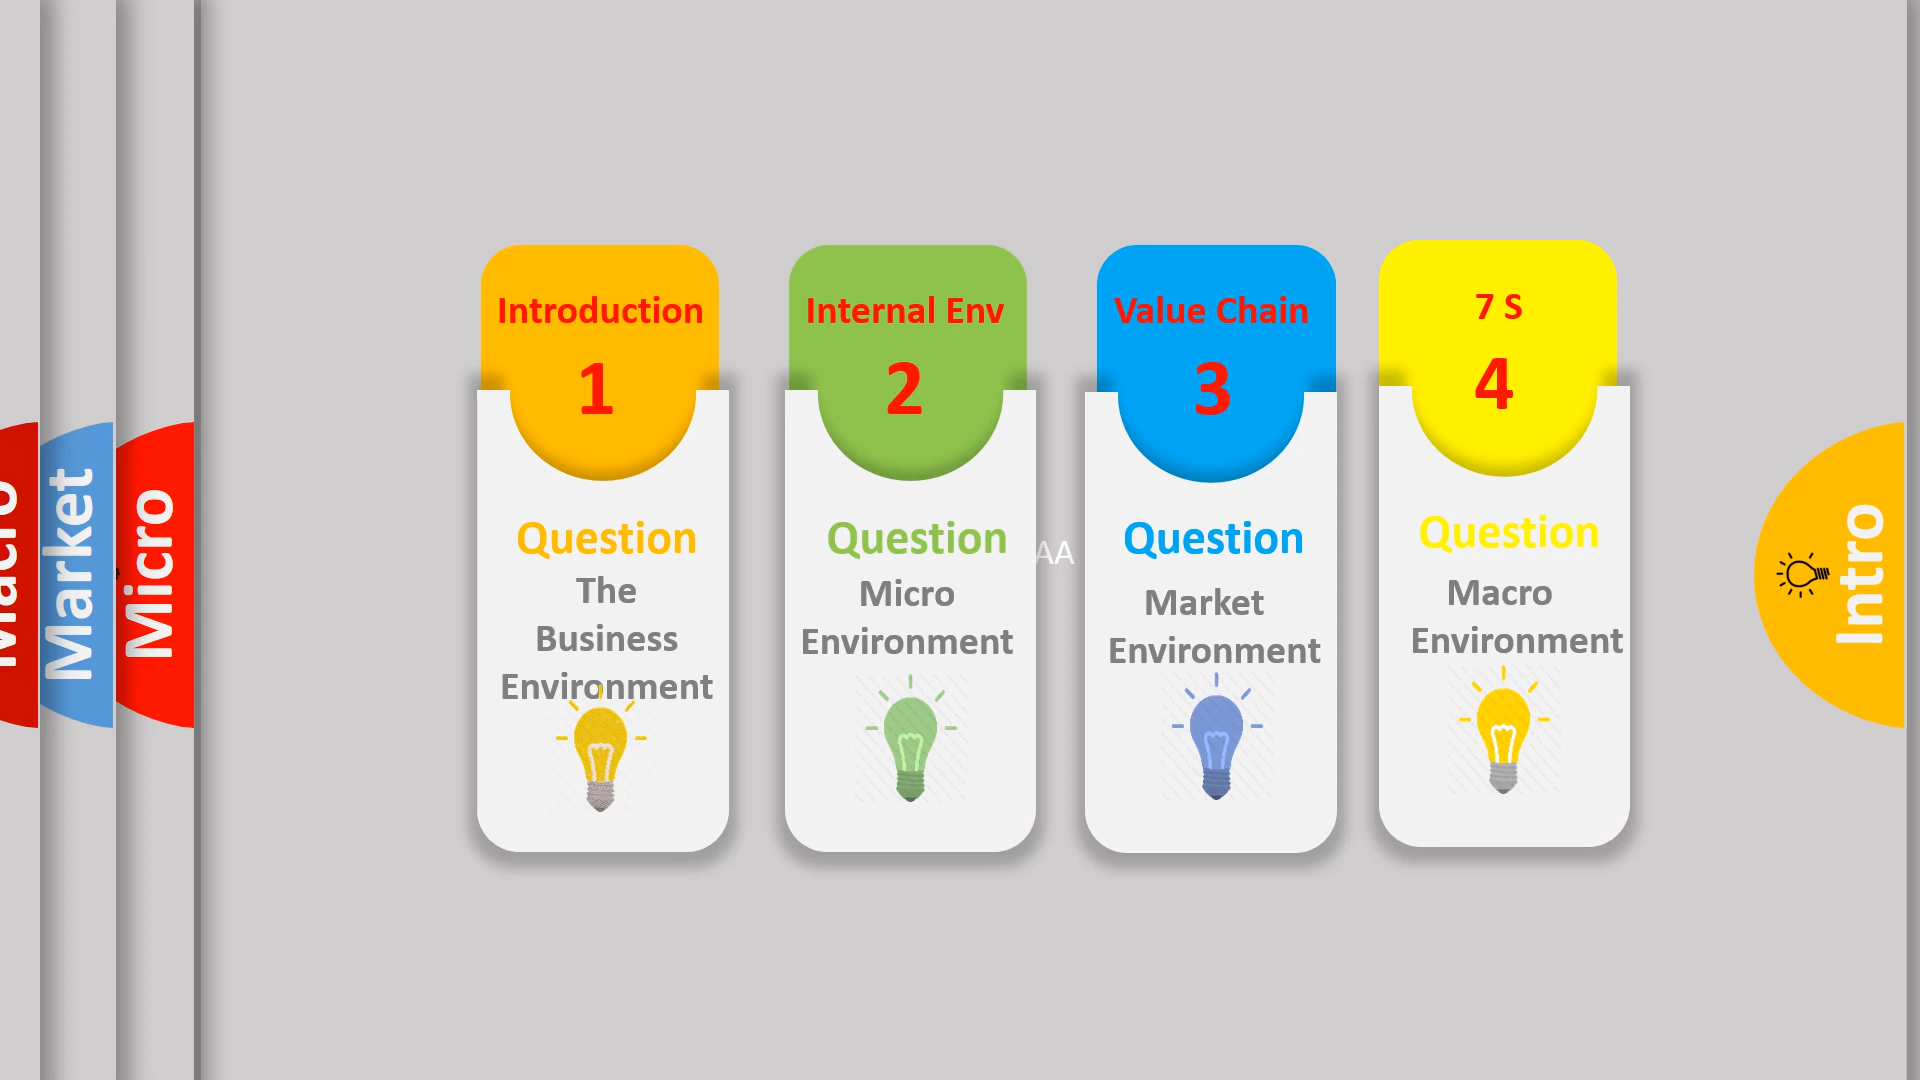 Macro
Market
Micro
Introduction
1
Question
The
Business
Environment
Internal Env
2
Question
Micro
Environment
AA
Value Chain
3
Question
Market
Environment
7 S
4
Question
Macro
Environment
Intro